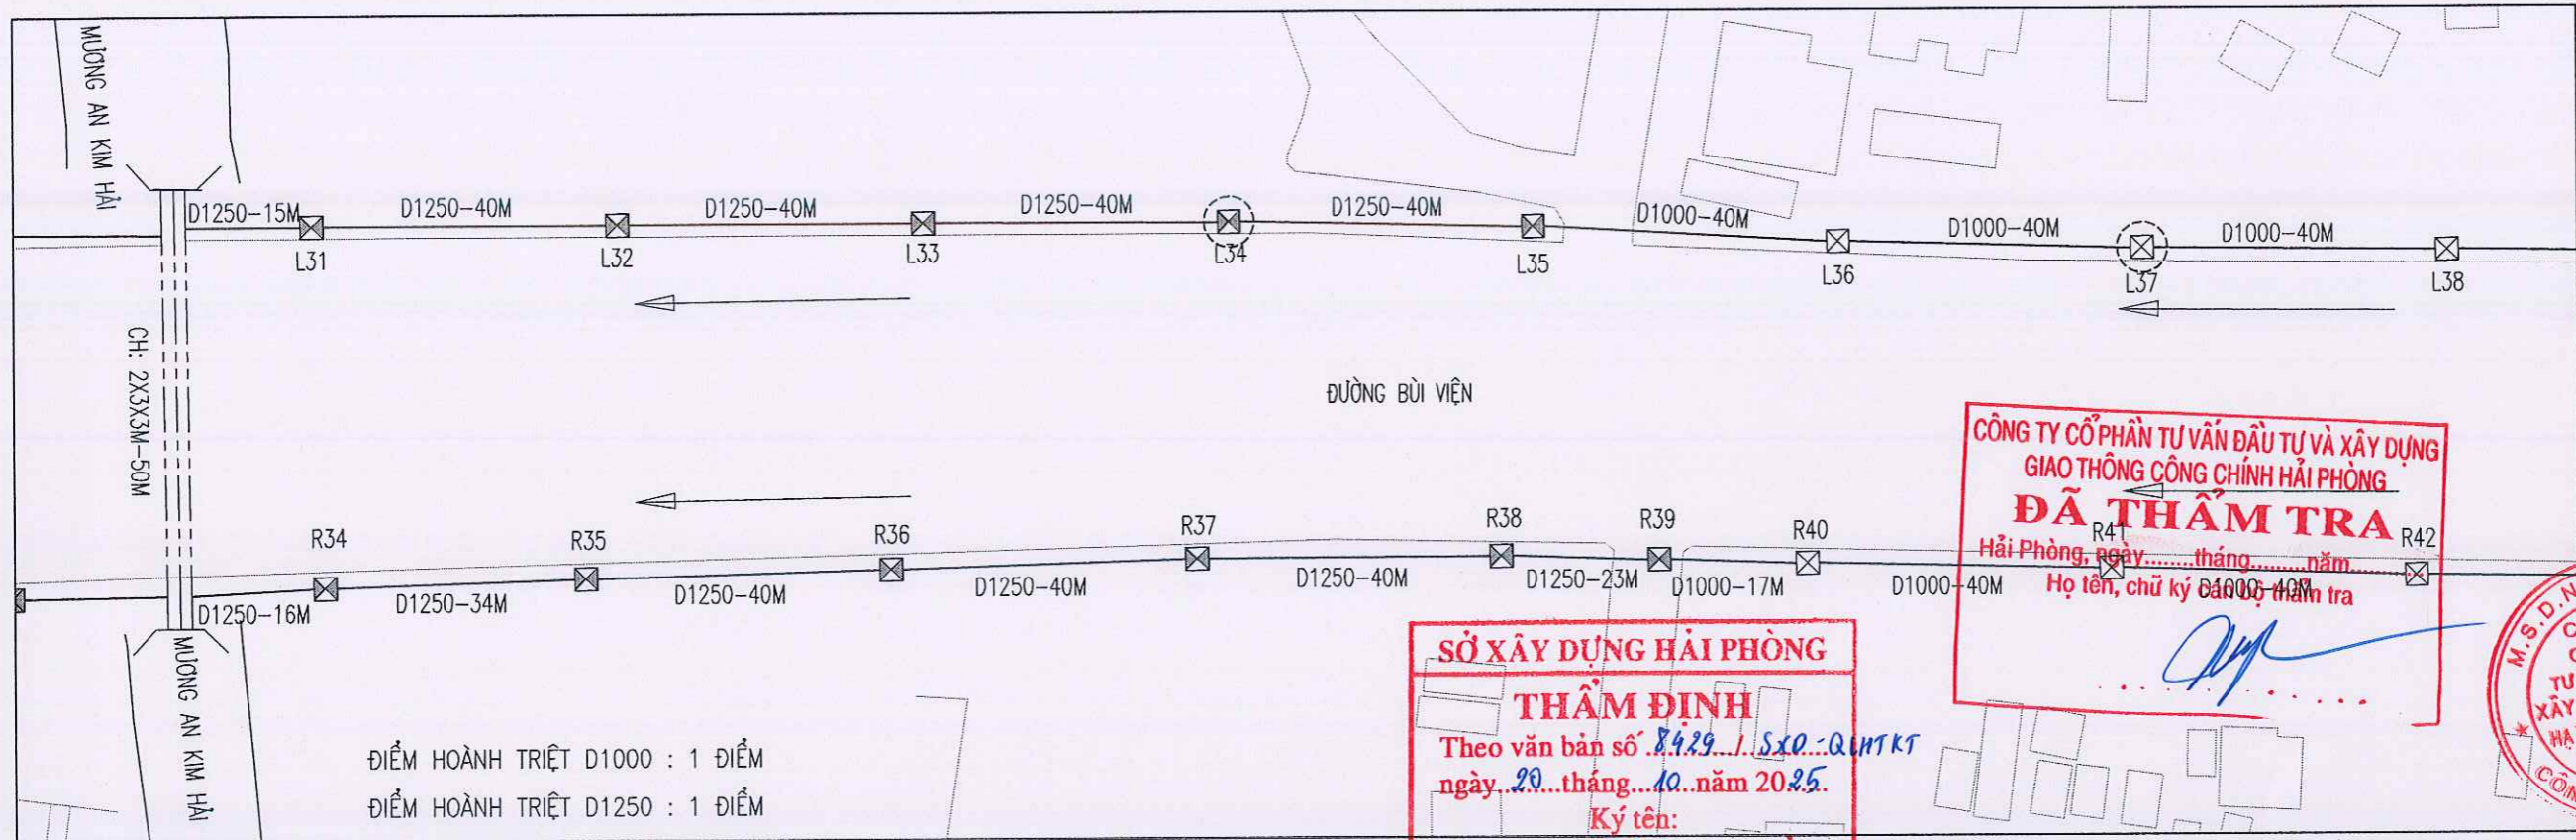 MƯƠNG AN KIM HẢI
D1250-15M
D1250-40M
D1250-40M
D1250-40M
D1250-40M
D1000-40M
D1000-40M
D1000-40M
L31
L32
L33
L34
L35
L36
L37
L38
CH: 2X3X3M-50M
ĐƯỜNG BÙI VIỆN
R34
R35
R36
R37
R38
R39
R40
R41
R42
D1250-16M
D1250-34M
D1250-40M
D1250-40M
D1250-40M
D1250-23M
D1000-17M
D1000-40M
D1000-40M
MƯƠNG AN KIM HẢI
ĐIỂM HOÀNH TRIỆT D1000 : 1 ĐIỂM
ĐIỂM HOÀNH TRIỆT D1250 : 1 ĐIỂM
CÔNG TY CỔ PHẦN TƯ VẤN ĐẦU TƯ VÀ XÂY DỰNG
GIAO THÔNG CÔNG CHÍNH HẢI PHÒNG
ĐÃ THẨM TRA
Hải Phòng, ngày........tháng.........năm.........
Họ tên, chữ ký cán bộ thẩm tra
SỞ XÂY DỰNG HẢI PHÒNG
THẨM ĐỊNH
Theo văn bản số 8429 / SXD-QLHTKT
ngày 20 tháng 10 năm 2025
Ký tên:
M.S.D.N
TƯ
XÂY
HẠ